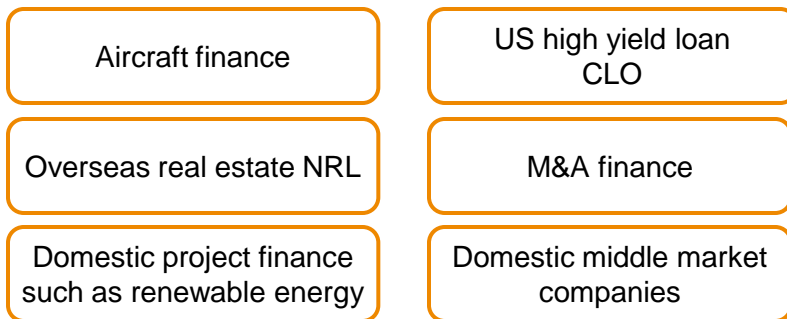 Aircraft finance
US high yield loan
CLO
Overseas real estate NRL
M&A finance
Domestic project finance
such as renewable energy
Domestic middle market
companies